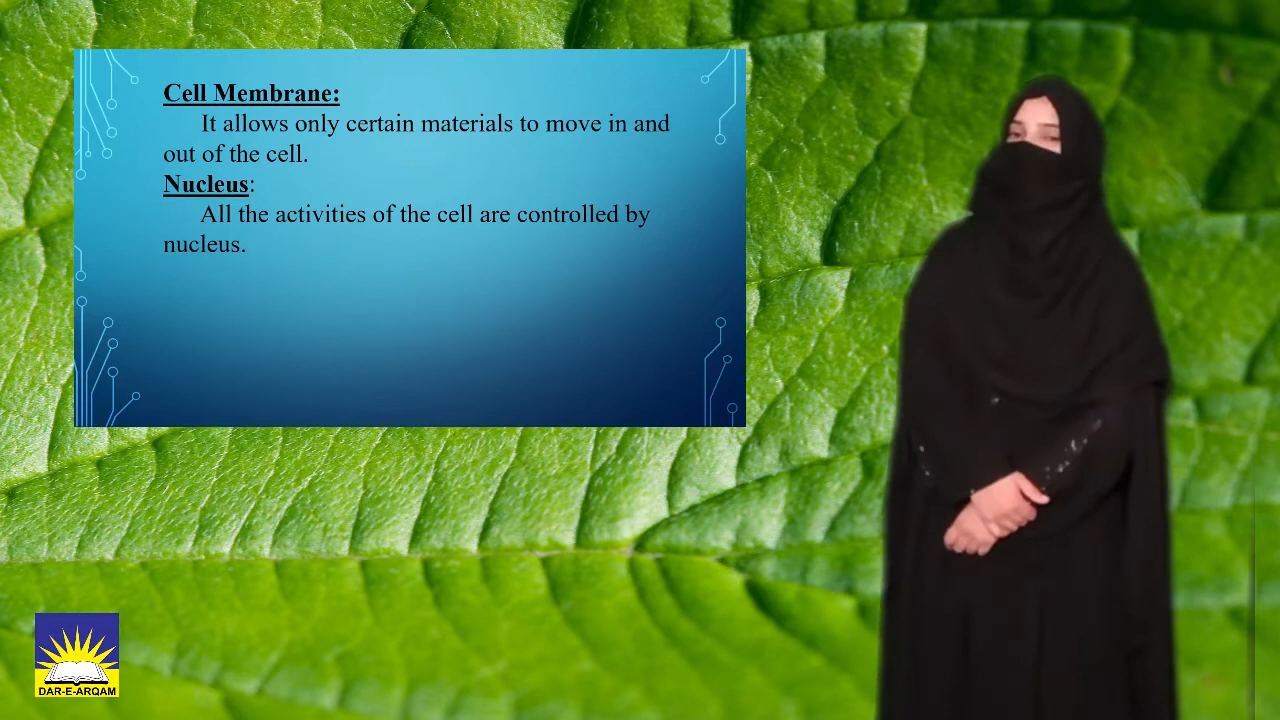 Cell Membrane:
It allows only certain materials to move in and
out of the cell.
Nucleus:
All the activities of the cell are controlled by
nucleus.
DAR-E-ARQAM